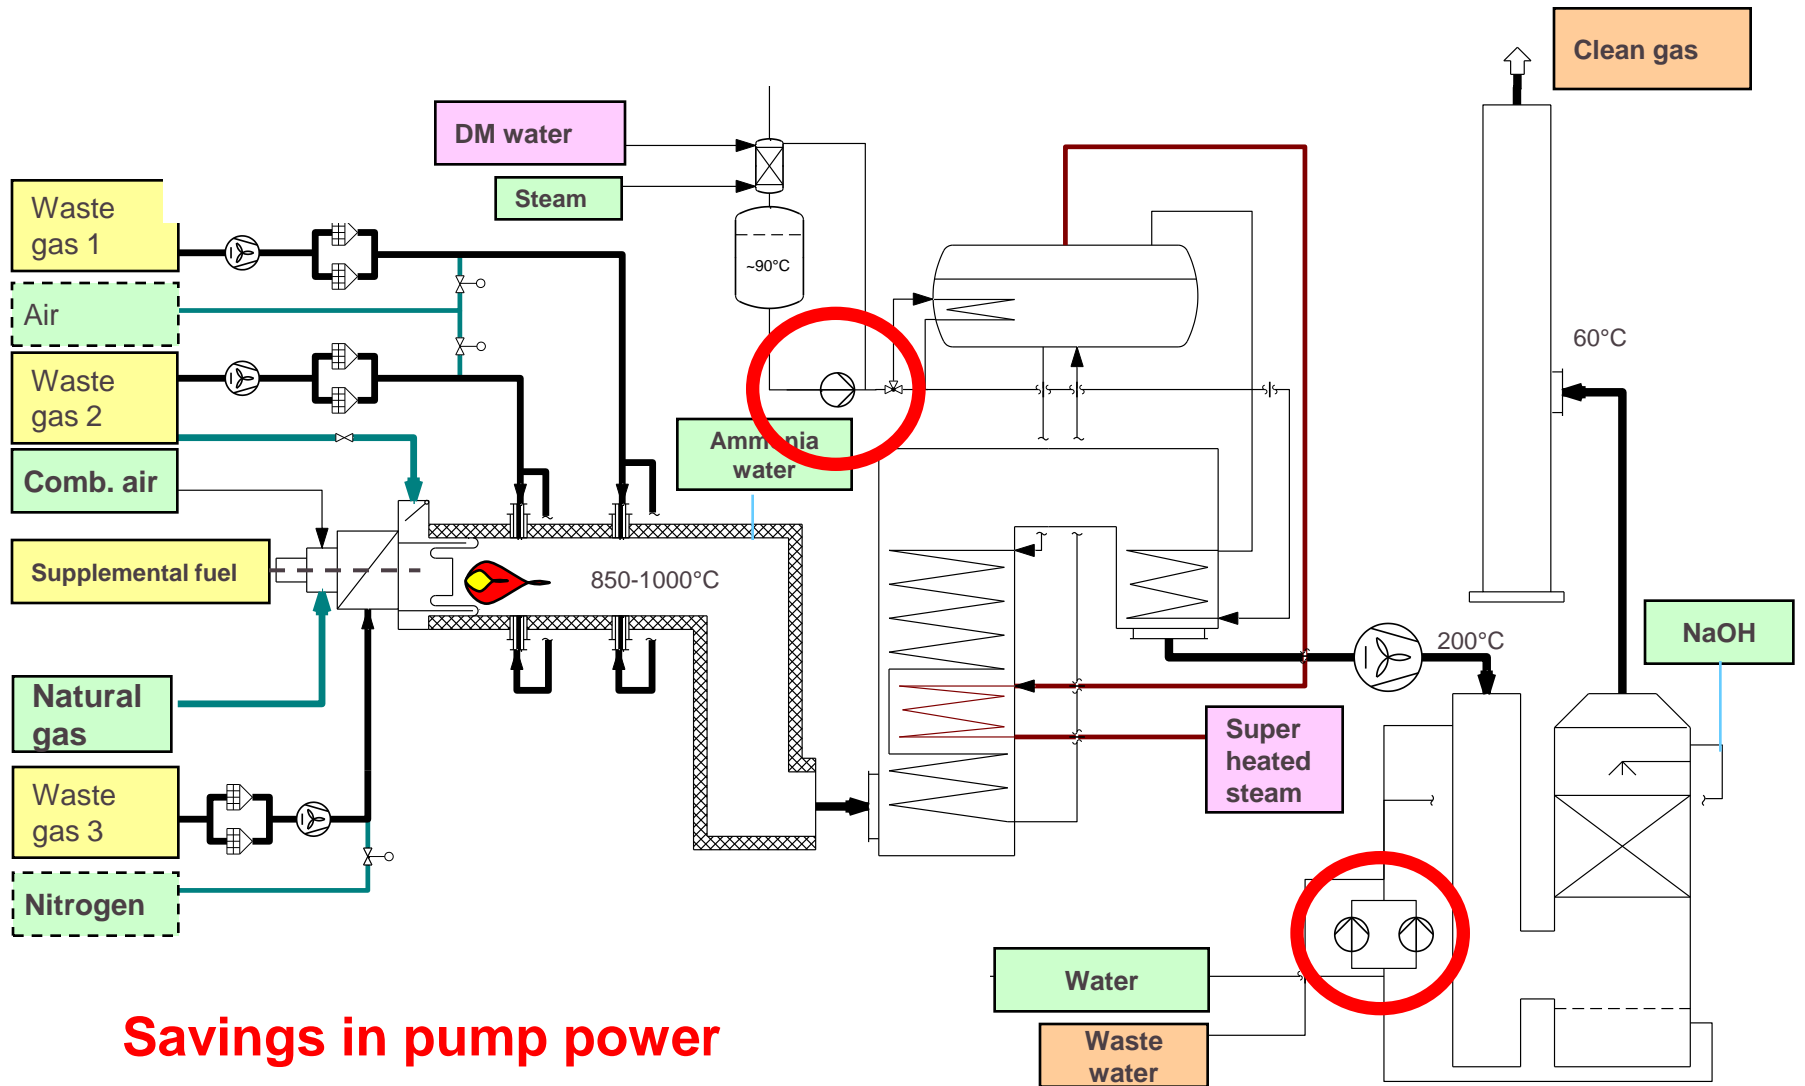 Clean gas
DM water
Steam
Waste
gas 1
~90°C
Air
60°C
Waste
gas 2
Ammonia
water
Comb. air
Supplemental fuel
850-1000°C
200°C
NaOH
Natural
gas
Super
heated
steam
Waste
gas 3
Nitrogen
Water
Savings in pump power
Waste
water